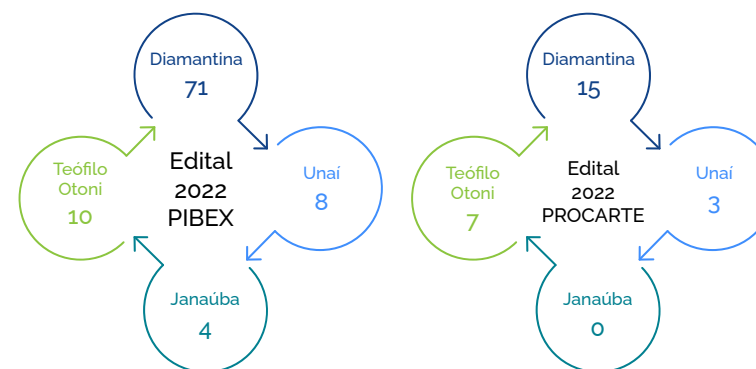 Diamantina
71
Edital
2022
PIBEX
Unaí
8
Janaúba
4
Teófilo
Otoni
10
Diamantina
15
Edital
2022
PROCARTE
Unaí
3
Janaúba
0
Teófilo
Otoni
7